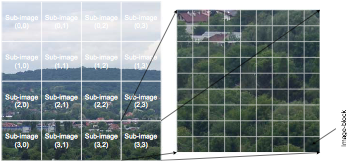 Sub-image Sub-image Sub-image Sub-image
(0,0) (0,1) (0,2) (0,3)
Sub-image Sub-image Sub-image Sub-image
(1,0) (1,1) (1,2) (1,3)
Sub-image Sub-image Sub-image Sub-image
(2,0) (2,1) (2,2) (2,3)
Sub-image Sub-image Sub-image Sub-image
(3,0) (3,1) (3,2) (3,3)
Image-block